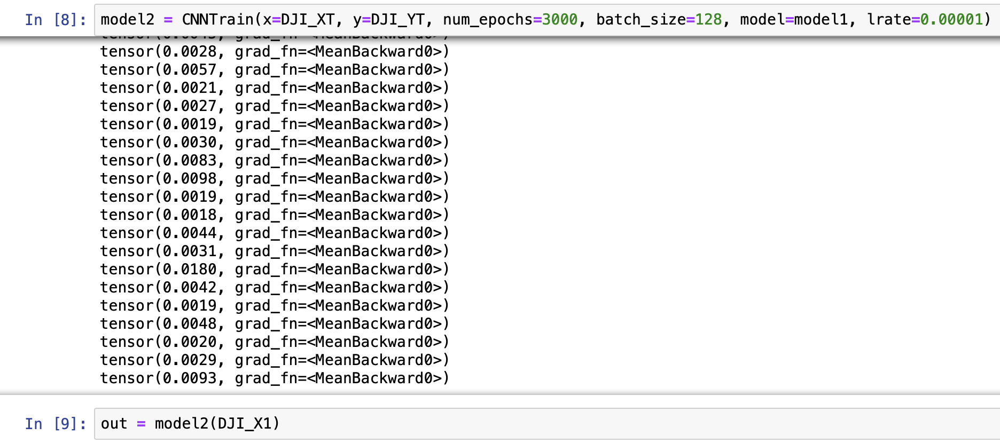 In [8]: model2 = CNNTrain(x=DJI_XT, y=DJI_YT, num_epochs=3000, batch_size=128, model=model1, lrate=0.00001)
tensor(0.0028, grad_fn=<MeanBackward0>)
tensor(0.0057, grad_fn=<MeanBackward0>)
tensor(0.0021, grad_fn=<MeanBackward0>)
tensor(0.0027, grad_fn=<MeanBackward0>)
tensor(0.0019, grad_fn=<MeanBackward0>)
tensor(0.0030, grad_fn=<MeanBackward0>)
tensor(0.0083, grad_fn=<MeanBackward0>)
tensor(0.0098, grad_fn=<MeanBackward0>)
tensor(0.0019, grad_fn=<MeanBackward0>)
tensor(0.0018, grad_fn=<MeanBackward0>)
tensor(0.0044, grad_fn=<MeanBackward0>)
tensor(0.0031, grad_fn=<MeanBackward0>)
tensor(0.0180, grad_fn=<MeanBackward0>)
tensor(0.0042, grad_fn=<MeanBackward0>)
tensor(0.0019, grad_fn=<MeanBackward0>)
tensor(0.0048, grad_fn=<MeanBackward0>)
tensor(0.0020, grad_fn=<MeanBackward0>)
tensor(0.0029, grad_fn=<MeanBackward0>)
tensor(0.0093, grad_fn=<MeanBackward0>)
In [9]: out = model2(DJI_X1)